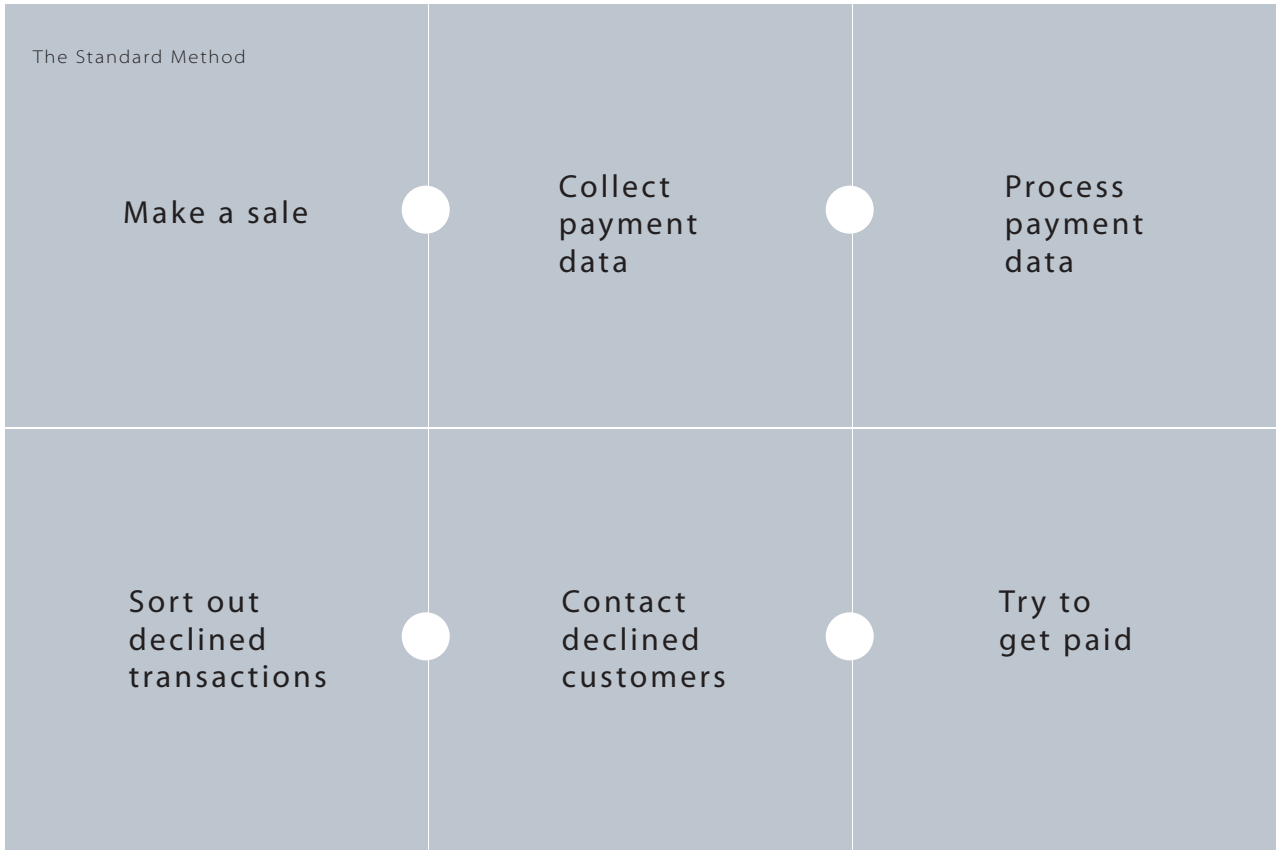 The Standard Method
Make a sale
Collect
payment
data
Process
payment
data
Sort out
declined
transactions
Contact
declined
customers
Try to
get paid